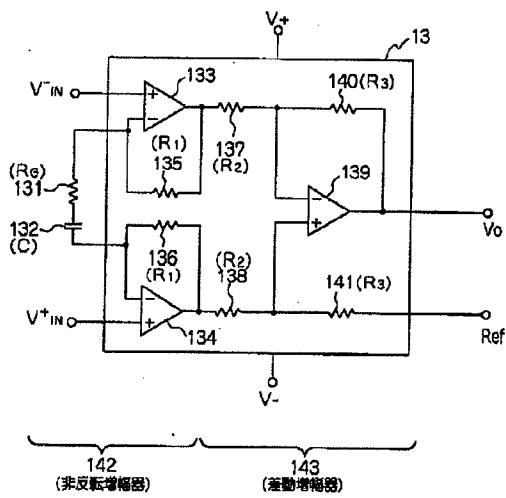 V+
13
133
140(R3)
V-IN
(R1)
135
137
(R2)
139
(RG)
131
132
(C)
136
(R1)
(R2)
138
141(R3)
Vo
V+IN
134
Ref
V-
142
(非反転増幅器)
143
(差動増幅器)